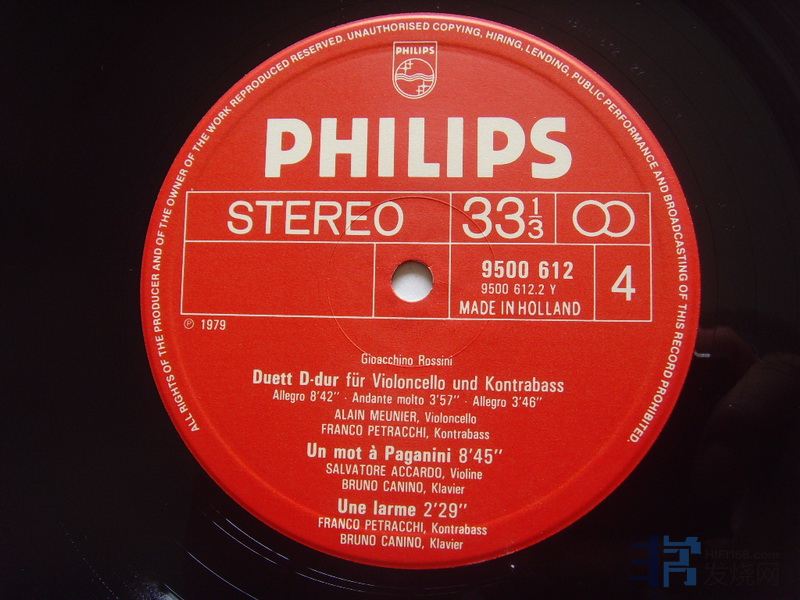 ALL RIGHTS OF THE PRODUCER AND OF THE OWNER OF THE WORK REPRODUCED RESERVED. UNAUTHORISED COPYING, HIRING, LENDING, PUBLIC PERFORMANCE AND BROADCASTING OF THIS RECORD PROHIBITED.
PHILIPS
PHILIPS
STEREO 33 1/3
9500 612
9500 612.2 Y
MADE IN HOLLAND
4
℗ 1979
Gioacchino Rossini
Duett D-dur für Violoncello und Kontrabass
Allegro 8'42" · Andante molto 3'57" · Allegro 3'46"
ALAIN MEUNIER, Violoncello
FRANCO PETRACCHI, Kontrabass
Un mot à Paganini 8'45"
SALVATORE ACCARDO, Violine
BRUNO CANINO, Klavier
Une larme 2'29"
FRANCO PETRACCHI, Kontrabass
BRUNO CANINO, Klavier
HIFI168.com
发烧网